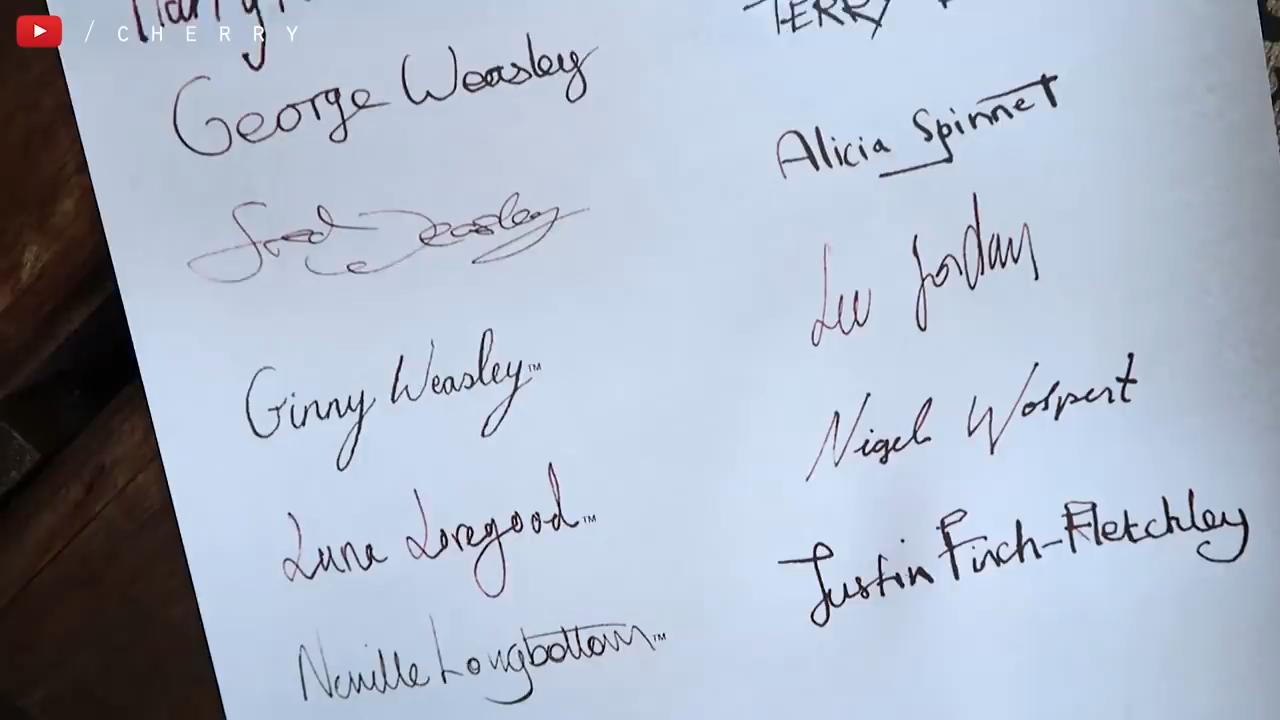 / CHERRY
Harry
George Weasley
Fred Weasley
Ginny Weasley™
Luna Lovegood™
Neville Longbottom™
TERRY
Alicia Spinnet
Lee Jordan
Nigel Wolpert
Justin Finch-Fletchley